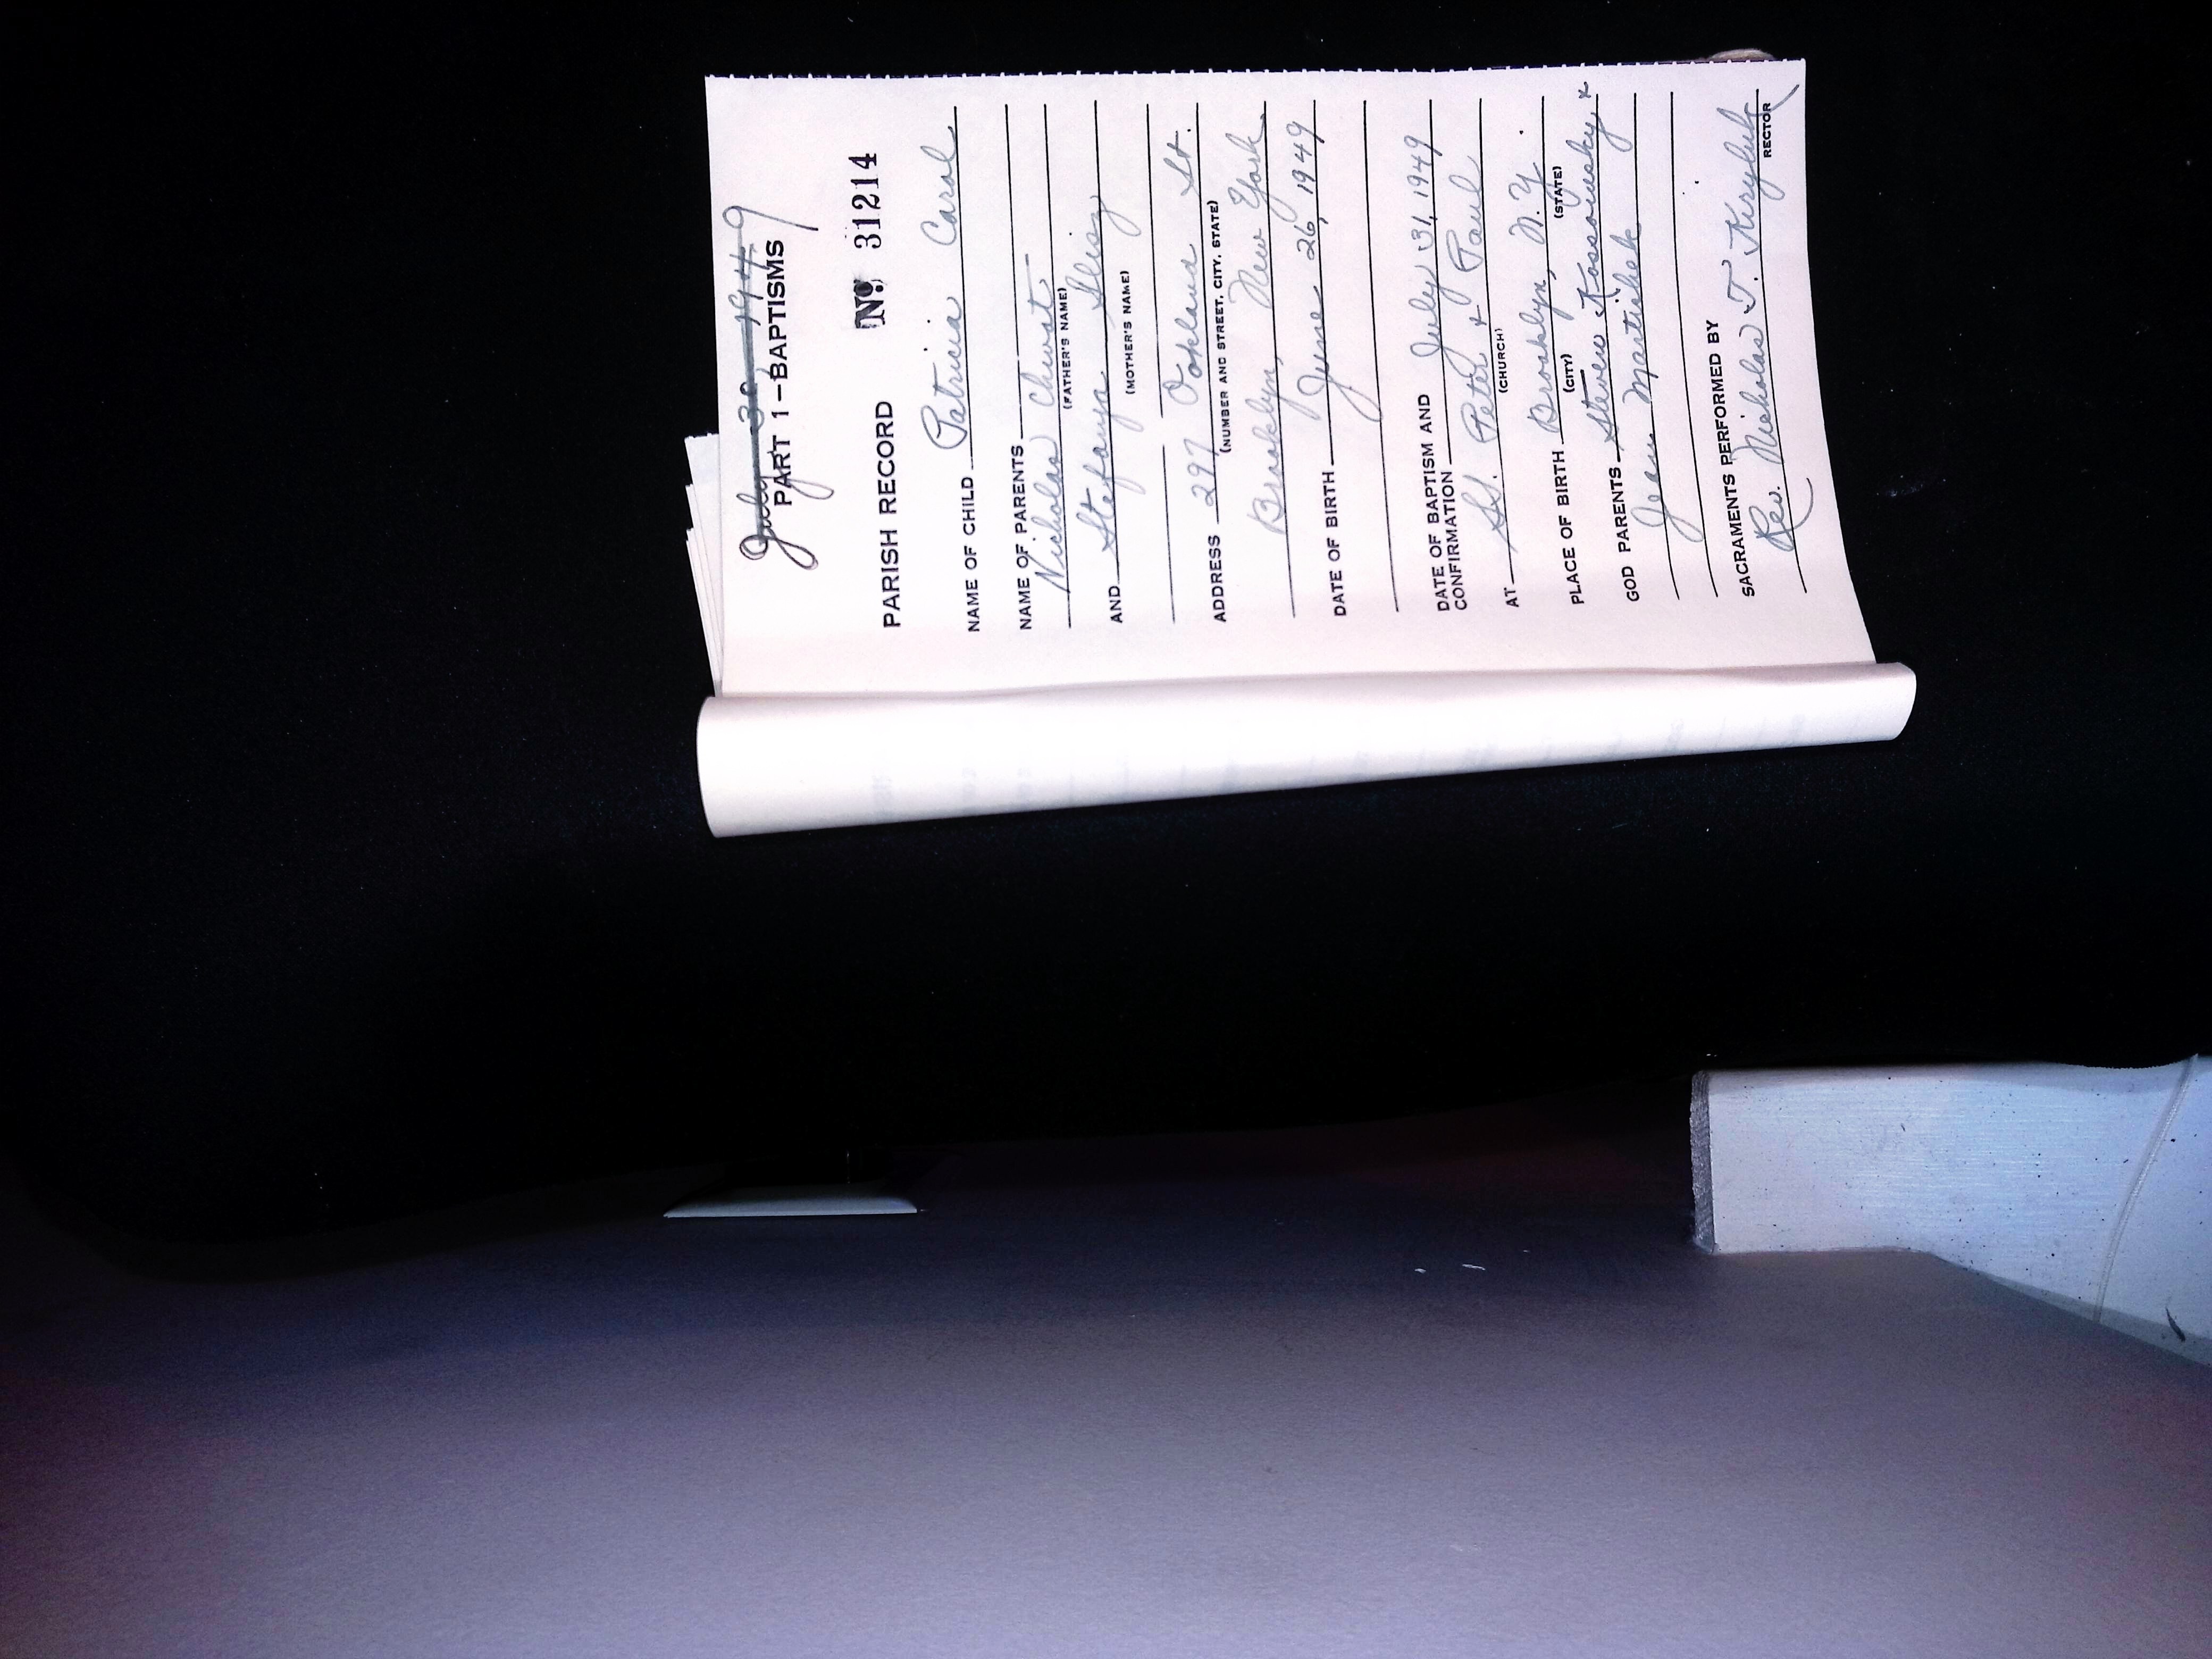 July 30, 1949
PART 1-BAPTISMS
PARISH RECORD Nº 31214
NAME OF CHILD Patricia Carol
NAME OF PARENTS
Nicholas Chwat
(FATHER'S NAME)
AND Stefanja Slisz
(MOTHER'S NAME)
ADDRESS 297 Oakland St.
(NUMBER AND STREET, CITY, STATE)
Brooklyn, New York
DATE OF BIRTH June 26, 1949
DATE OF BAPTISM AND
CONFIRMATION July 31, 1949
AT SS. Peter + Paul
(CHURCH)
PLACE OF BIRTH Brooklyn, N.Y.
(CITY) (STATE)
GOD PARENTS Steven Kossowsky +
Jean Martishek
SACRAMENTS PERFORMED BY
Rev. Nicholas T. Kiryluk
RECTOR